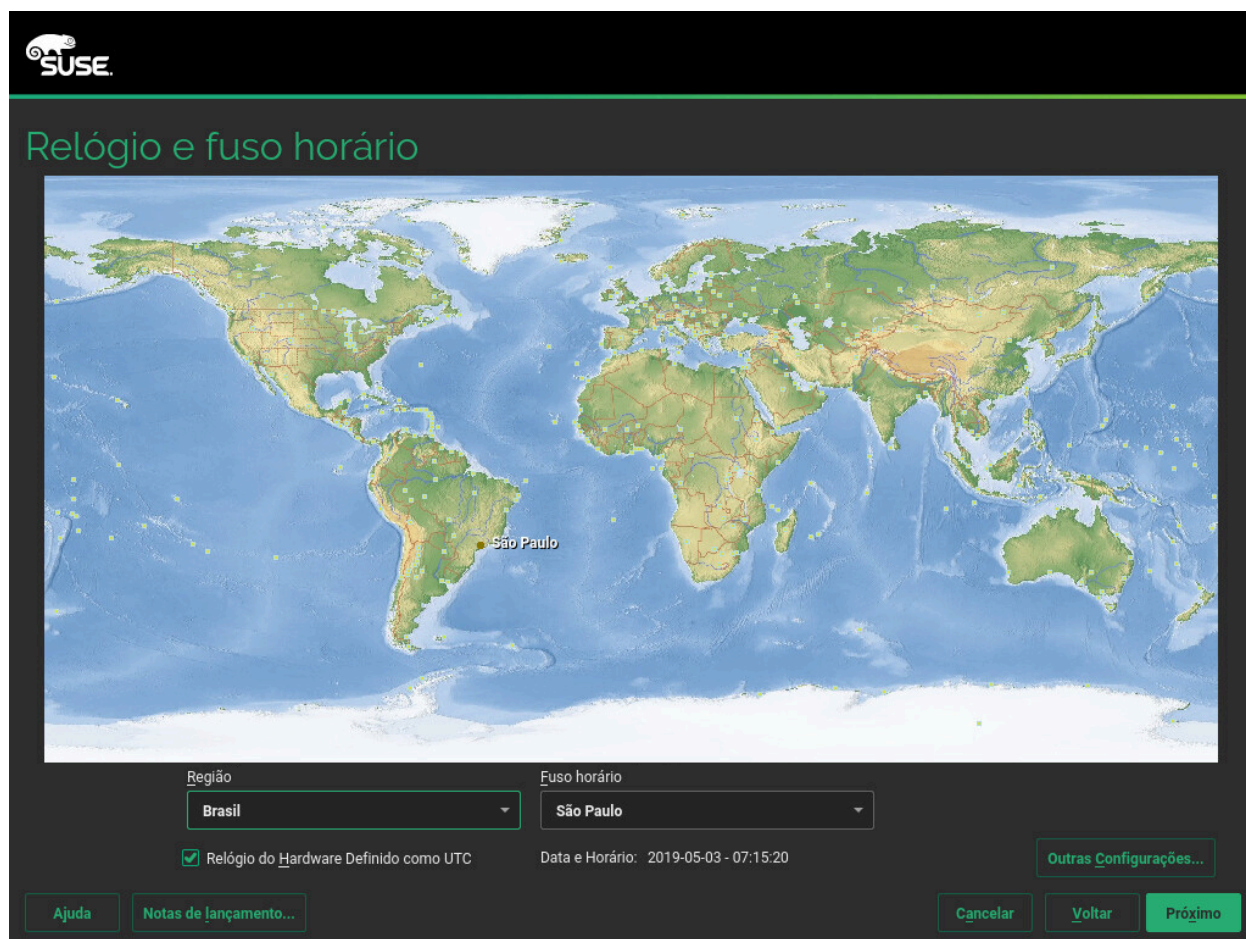 SUSE.
Relógio e fuso horário
São Paulo
Região
Fuso horário
Brasil
São Paulo
Relógio do Hardware Definido como UTC
Data e Horário: 2019-05-03 - 07:15:20
Outras Configurações...
Ajuda
Notas de lançamento...
Cancelar
Voltar
Próximo